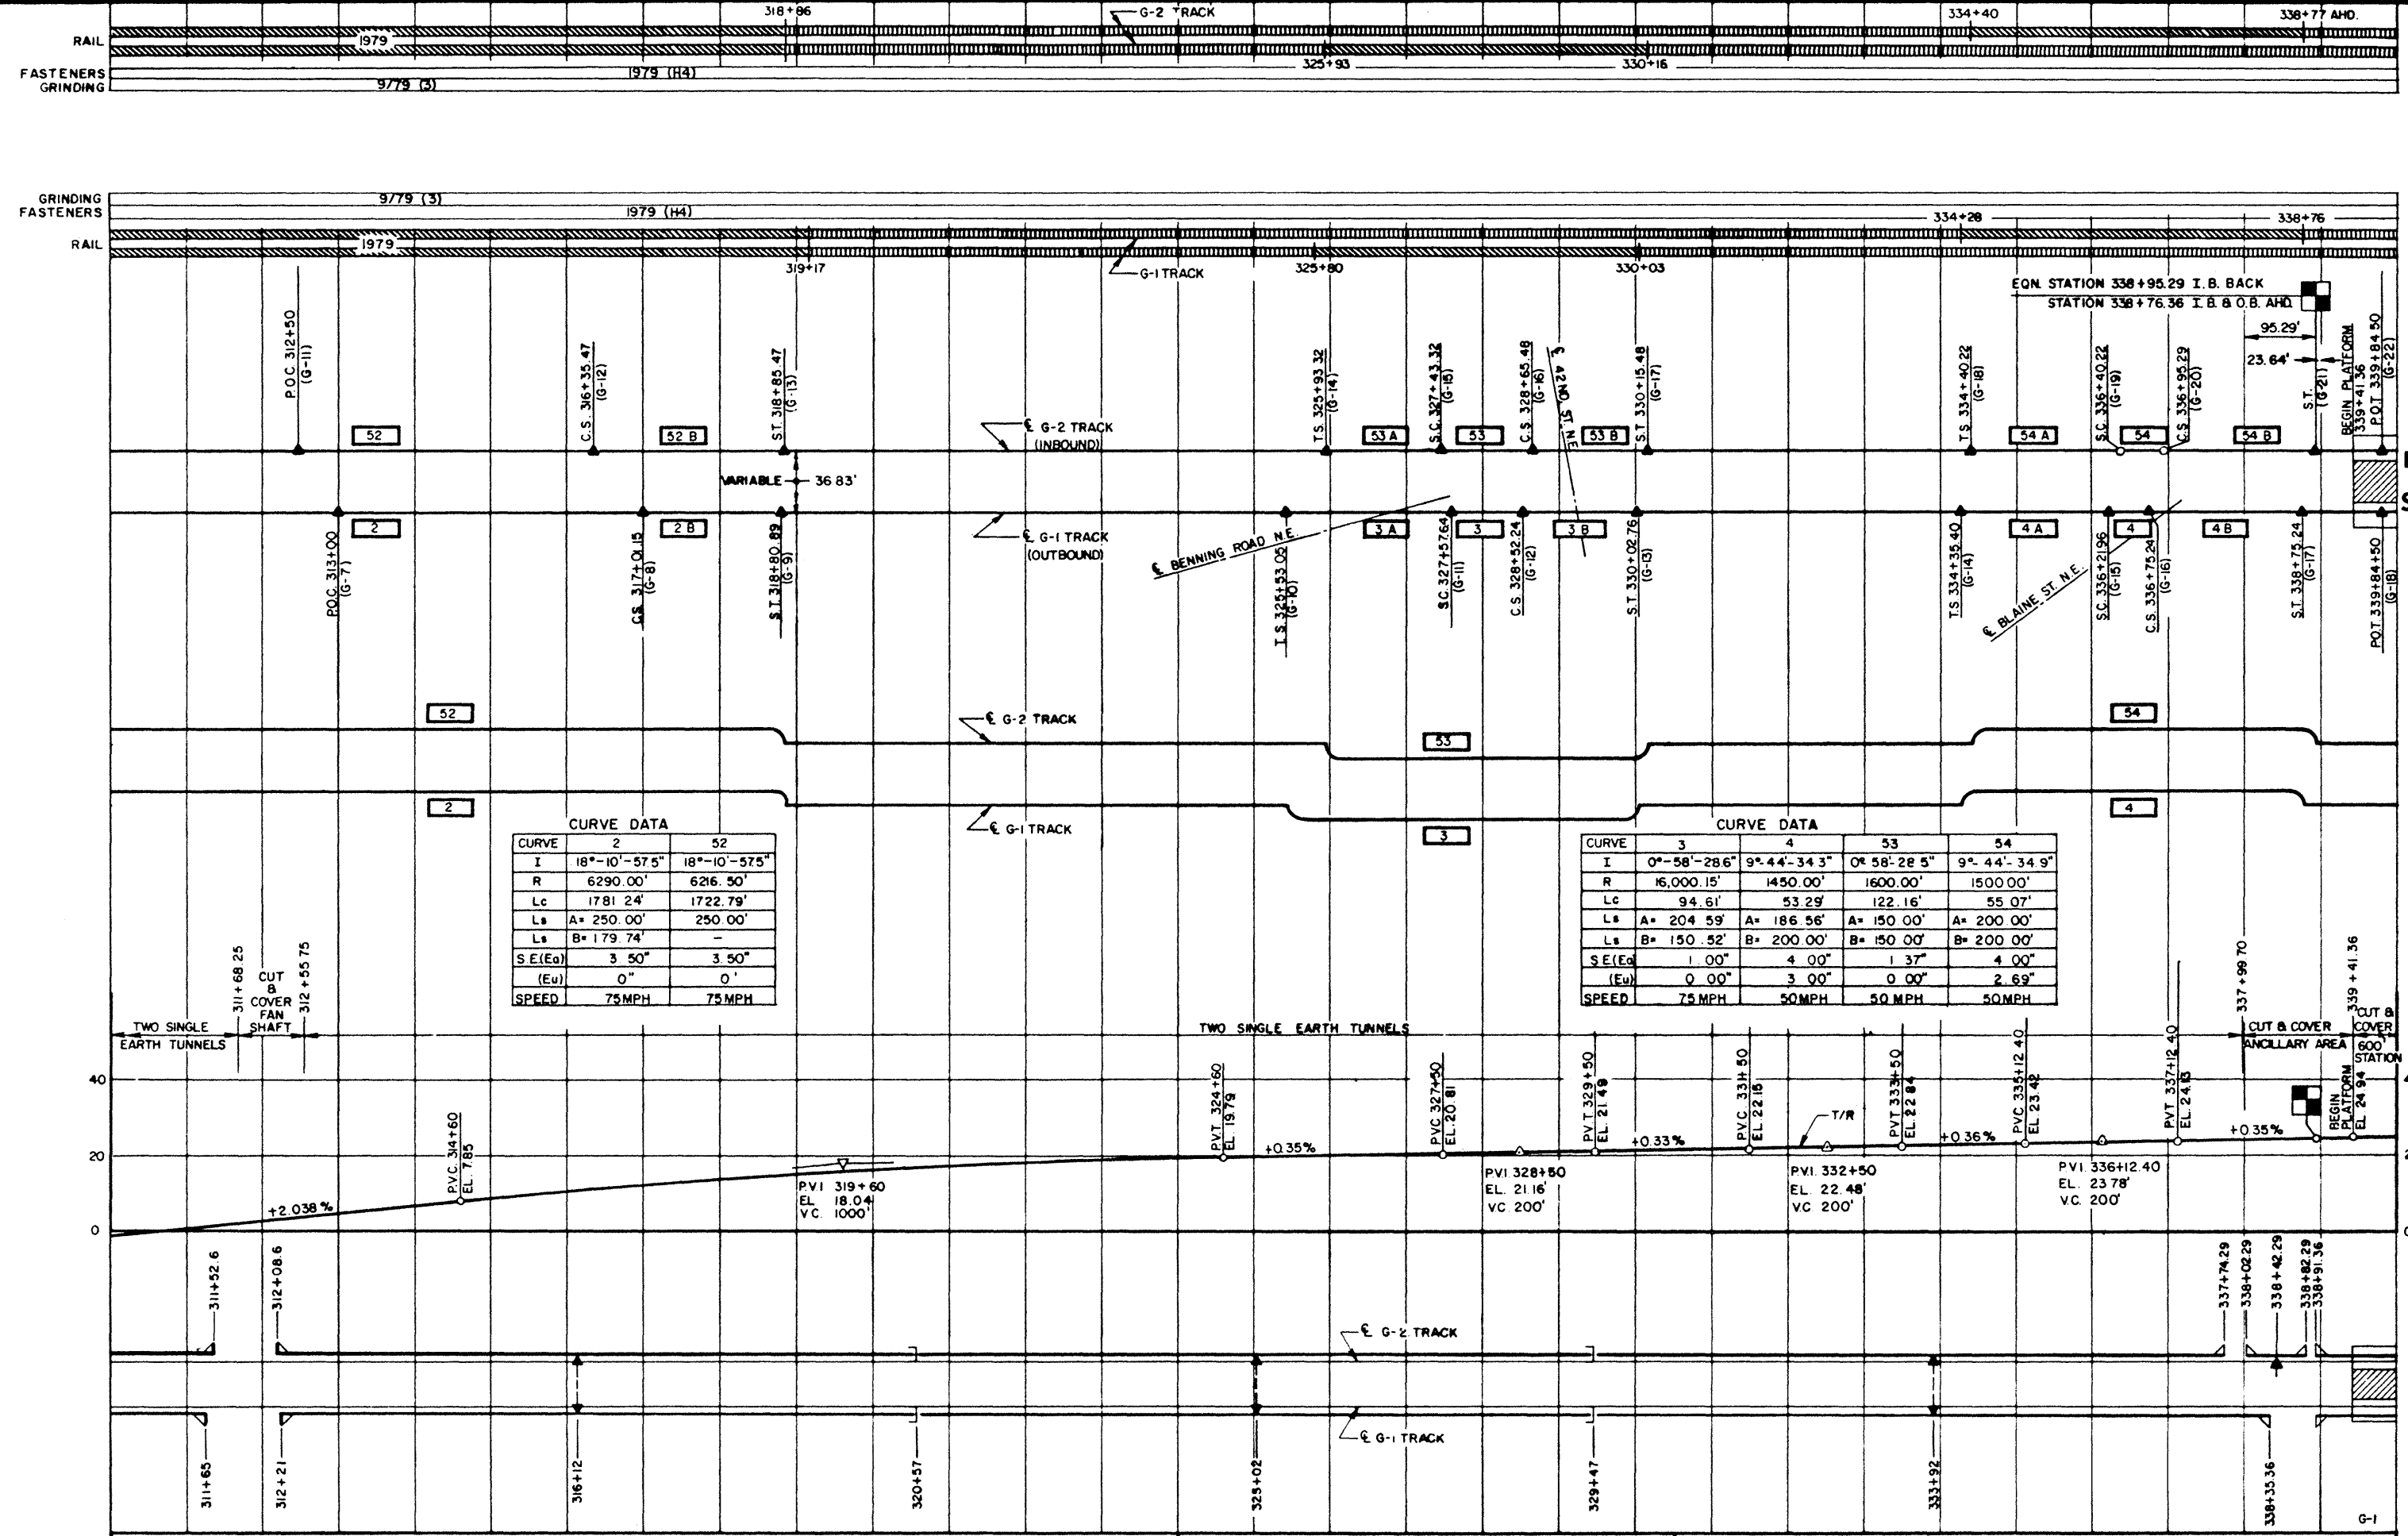 318+86
G-2 TRACK
334+40
338+77 AHD.
RAIL
1979
325+93
330+16
FASTENERS
1979 (H4)
GRINDING
9/79 (3)
GRINDING
9/79 (3)
FASTENERS
1979 (H4)
334+28
338+76
RAIL
1979
319+17
G-1 TRACK
325+80
330+03
EQN. STATION 338+95.29 I.B. BACK
STATION 338+76.36 I.B. & O.B. AHD.
95.29'
23.64'
P.O.C. 312+50
(G-11)
C.S. 316+35.47
(G-12)
S.T. 318+85.47
(G-13)
T.S. 325+93.32
(G-14)
S.C. 327+43.32
(G-15)
C.S. 328+65.48
(G-16)
℄ 42ND. ST. N.E.
S.T. 330+15.48
(G-17)
T.S. 334+40.22
(G-18)
S.C. 336+40.22
(G-19)
C.S. 336+95.29
(G-20)
S.T.
(G-21)
BEGIN PLATFORM
339+41.36
P.O.T. 339+84.50
(G-22)
52
52 B
℄ G-2 TRACK
(INBOUND)
53 A
53
53 B
54 A
54
54 B
VARIABLE
36.83'
2
2 B
℄ G-1 TRACK
(OUTBOUND)
℄ BENNING ROAD N.E.
3 A
3
3 B
4 A
4
4 B
P.O.C. 313+00
(G-7)
C.S. 317+01.15
(G-8)
S.T. 318+80.89
(G-9)
T.S. 325+53.05
(G-10)
S.C. 327+57.64
(G-11)
C.S. 328+52.24
(G-12)
S.T. 330+02.76
(G-13)
T.S. 334+35.40
(G-14)
℄ BLAINE ST. N.E.
S.C. 336+21.96
(G-15)
C.S. 336+75.24
(G-16)
S.T. 338+75.24
(G-17)
P.O.T. 339+84+50
(G-18)
52
℄ G-2 TRACK
53
54
2
℄ G-1 TRACK
3
4
CURVE DATA
CURVE 2 52
I 18°-10'-57.5" 18°-10'-57.5"
R 6290.00' 6216.50'
Lc 1781.24' 1722.79'
Ls A= 250.00' 250.00'
Ls B= 179.74' -
S.E.(Ea) 3.50" 3.50"
(Eu) 0" 0'
SPEED 75 MPH 75 MPH
CURVE DATA
CURVE 3 4 53 54
I 0°-58'-28.6" 9°-44'-34.3" 0° 58'-28.5" 9°-44'-34.9"
R 16,000.15' 1450.00' 1600.00' 1500.00'
Lc 94.61' 53.29' 122.16' 55.07'
Ls A= 204.59' A= 186.56' A= 150.00' A= 200.00'
Ls B= 150.52' B= 200.00' B= 150.00' B= 200.00'
S.E.(Ea 1.00" 4.00" 1.37" 4.00"
(Eu) 0.00" 3.00" 0.00" 2.69"
SPEED 75 MPH 50 MPH 50 MPH 50 MPH
TWO SINGLE
EARTH TUNNELS
311+68.25
CUT
&
COVER
FAN
SHAFT
312+55.75
TWO SINGLE EARTH TUNNELS
337+99.70
CUT & COVER
ANCILLARY AREA
339+41.36
CUT &
COVER
600'
STATION
40
20
0
+2.038 %
P.V.C. 314+60
EL. 7.85
P.V.I. 319+60
EL. 18.04
V.C. 1000'
P.V.T. 324+60
EL. 19.79
+0.35%
P.V.C. 327+50
EL. 20.81
P.V.I. 328+50
EL. 21.16'
V.C. 200'
P.V.T. 329+50
EL. 21.49
+0.33%
P.V.C. 331+50
EL. 22.15
T/R
P.V.I. 332+50
EL. 22.48'
V.C. 200'
P.V.T. 333+50
EL. 22.84
+0.36%
P.V.C. 335+12.40
EL. 23.42
P.V.I. 336+12.40
EL. 23.78'
V.C. 200'
P.V.T. 337+12.40
EL. 24.13
+0.35%
BEGIN
PLATFORM
EL 24.94
311+52.6
312+08.6
337+74.29
338+02.29
338+42.29
338+82.29
338+91.36
℄ G-2 TRACK
℄ G-1 TRACK
311+65
312+21
316+12
320+57
325+02
329+47
333+92
338+35.36
G-1